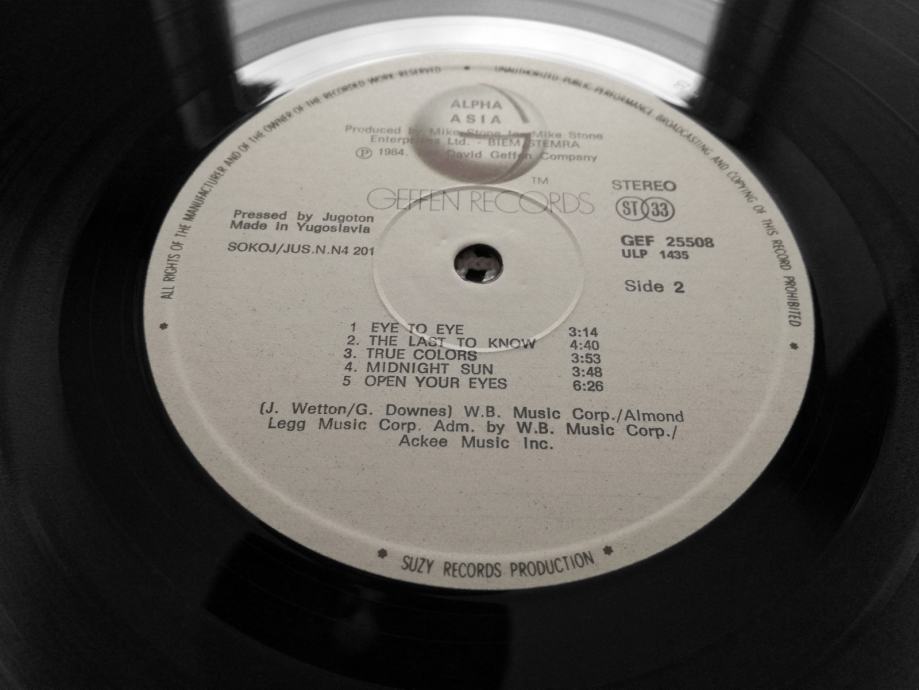 ALL RIGHTS OF THE MANUFACTURER AND OF THE OWNER OF THE RECORDED WORK RESERVED * UNAUTHORIZED PUBLIC PERFORMANCE BROADCASTING AND COPYING OF THIS RECORD PROHIBITED
ALPHA
ASIA
Produced by Mike Stone for Mike Stone
Enterprises Ltd. - BIEM/STEMRA
Ⓟ 1984. David Geffen Company
GEFFEN RECORDS TM
STEREO
ST 33
Pressed by Jugoton
Made in Yugoslavia
SOKOJ/JUS.N.N4 201
GEF 25508
ULP 1435
Side 2
1 EYE TO EYE 3:14
2. THE LAST TO KNOW 4:40
3. TRUE COLORS 3:53
4. MIDNIGHT SUN 3:48
5 OPEN YOUR EYES 6:26
(J. Wetton/G. Downes) W.B. Music Corp./Almond
Legg Music Corp. Adm. by W.B. Music Corp./
Ackee Music Inc.
* SUZY RECORDS PRODUCTION *